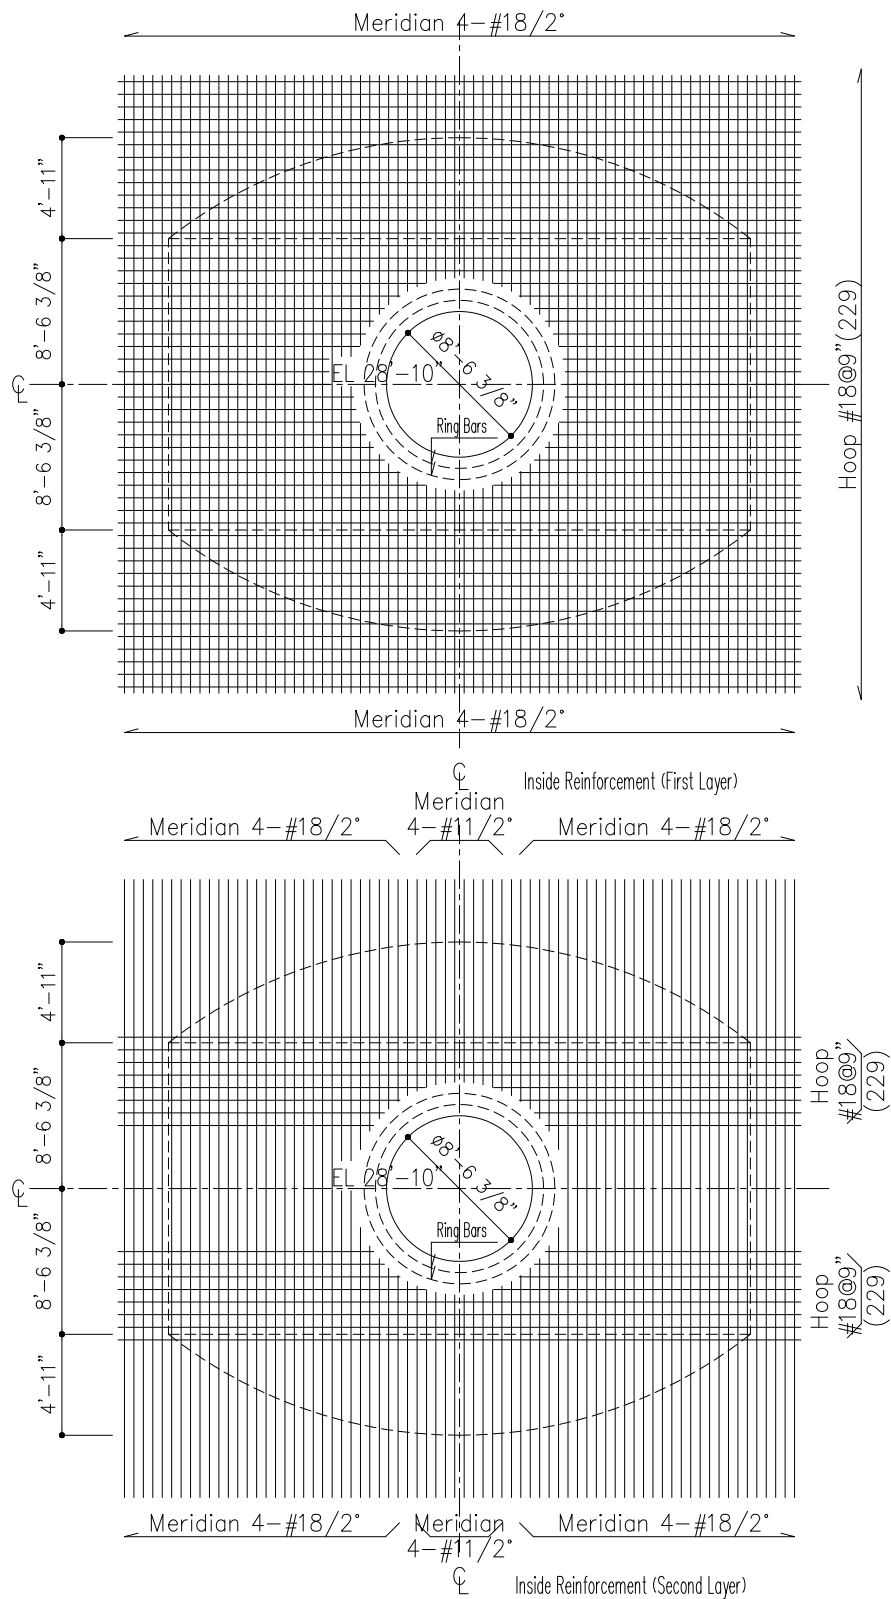 Meridian 4-#18/2°
4'-11"
8'-6 3/8"
8'-6 3/8"
4'-11"
℄
ø8'-6 3/8"
EL 28'-10"
Ring Bars
Hoop #18@9"(229)
Meridian 4-#18/2°
℄
Inside Reinforcement (First Layer)
Meridian 4-#18/2°
Meridian
4-#11/2°
Meridian 4-#18/2°
4'-11"
8'-6 3/8"
8'-6 3/8"
4'-11"
℄
ø8'-6 3/8"
EL 28'-10"
Ring Bars
Hoop
#18@9"
(229)
Hoop
#18@9"
(229)
Meridian 4-#18/2°
Meridian
4-#11/2°
Meridian 4-#18/2°
℄
Inside Reinforcement (Second Layer)